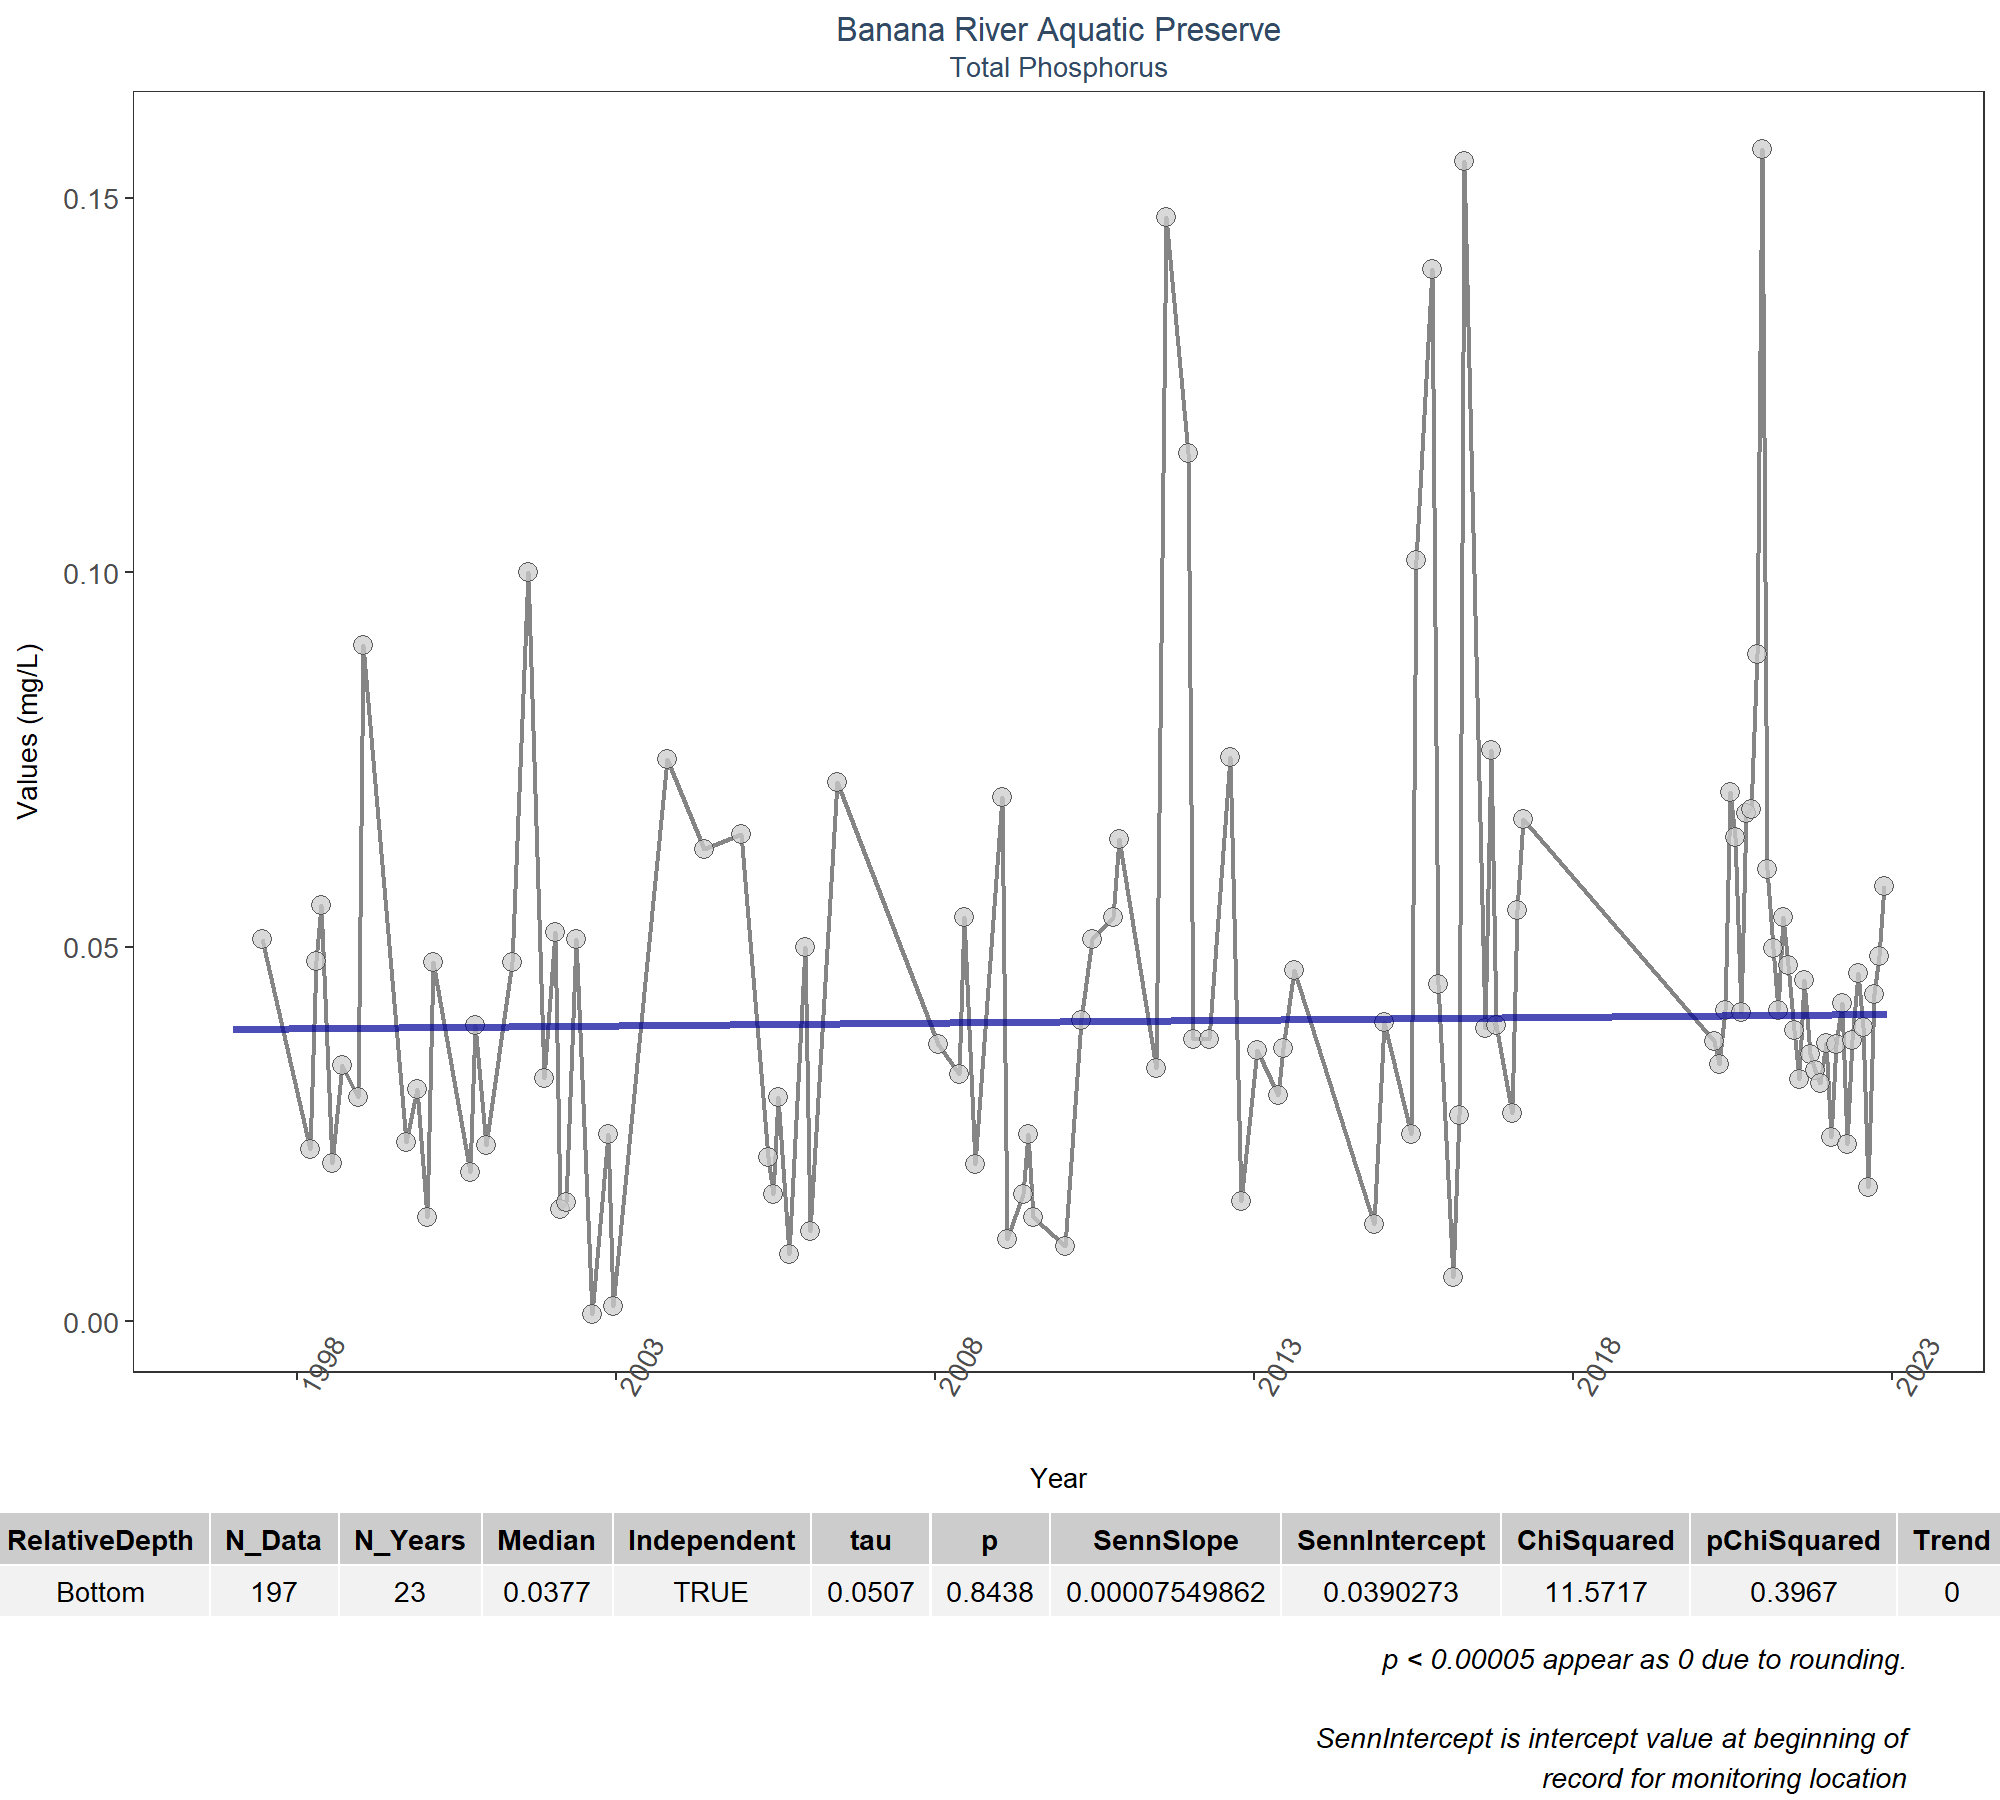 Banana River Aquatic Preserve
Total Phosphorus
0.15
0.10
0.05
0.00
Values (mg/L)
1998 2003 2008 2013 2018 2023
Year
RelativeDepth N_Data N_Years Median Independent tau p SennSlope SennIntercept ChiSquared pChiSquared Trend
Bottom 197 23 0.0377 TRUE 0.0507 0.8438 0.00007549862 0.0390273 11.5717 0.3967 0
p < 0.00005 appear as 0 due to rounding.
SennIntercept is intercept value at beginning of
record for monitoring location